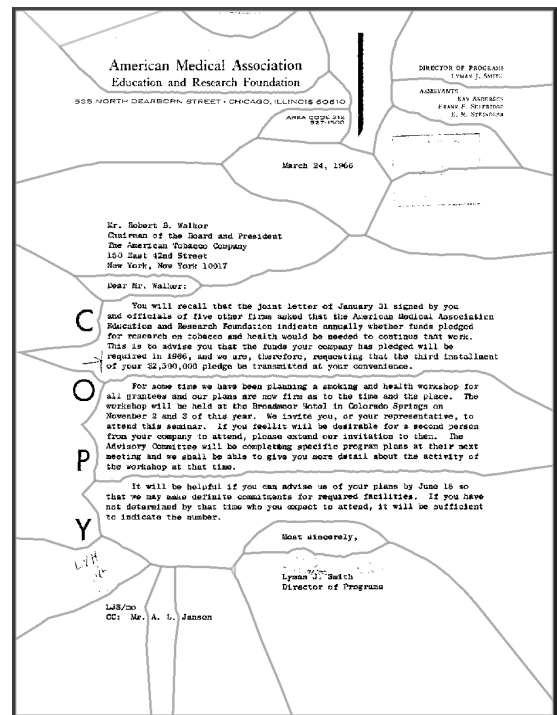 American Medical Association
Education and Research Foundation
535 NORTH DEARBORN STREET • CHICAGO, ILLINOIS 60610
AREA CODE 312
527-1500
DIRECTOR OF PROGRAMS
LYMAN J. SMITH
ASSISTANTS
KAY ANDERSON
FRANK F. SELFRIDGE
E. M. STEINDLER
March 24, 1966
Mr. Robert B. Walker
Chairman of the Board and President
The American Tobacco Company
150 East 42nd Street
New York, New York 10017
Dear Mr. Walker:
You will recall that the joint letter of January 31 signed by you
and officials of five other firms asked that the American Medical Association
Education and Research Foundation indicate annually whether funds pledged
for research on tobacco and health would be needed to continue that work.
This is to advise you that the funds your company has pledged will be
required in 1966, and we are, therefore, requesting that the third installment
of your $2,500,000 pledge be transmitted at your convenience.
For some time we have been planning a smoking and health workshop for
all grantees and our plans are now firm as to the time and the place. The
workshop will be held at the Broadmoor Hotel in Colorado Springs on
November 2 and 3 of this year. We invite you, or your representative, to
attend this seminar. If you feelit will be desirable for a second person
from your company to attend, please extend our invitation to them. The
Advisory Committee will be completing specific program plans at their next
meeting and we shall be able to give you more detail about the activity of
the workshop at that time.
It will be helpful if you can advise us of your plans by June 15 so
that we may make definite commitments for required facilities. If you have
not determined by that time who you expect to attend, it will be sufficient
to indicate the number.
COPY
Most sincerely,
Lyman J. Smith
Director of Programs
LJS/mo
CC: Mr. A. L. Janson